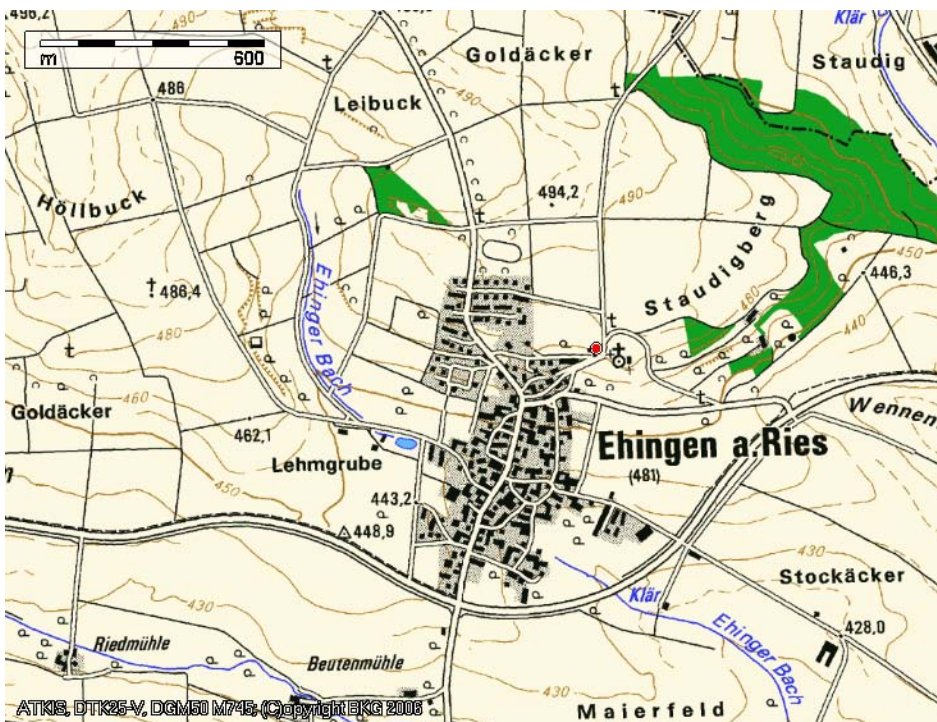 496,2
Klär
Goldäcker
Staudig
m 600
486
Leibuck
490
490
494,2
490
Höllbuck
Staudigberg
Ehinger Bach
450
446,3
486,4
480
480
460
440
Goldäcker
460
462,1
Wennen
Ehingen a.Ries
(481)
Lehmgrube
450
443,2
448,9
430
430
Stockäcker
Klär
Ehinger Bach
428,0
Riedmühle
Beutenmühle
430
Maierfeld
ATKIS, DTK25-V, DGM50 M745; (C)opyright BKG 2006